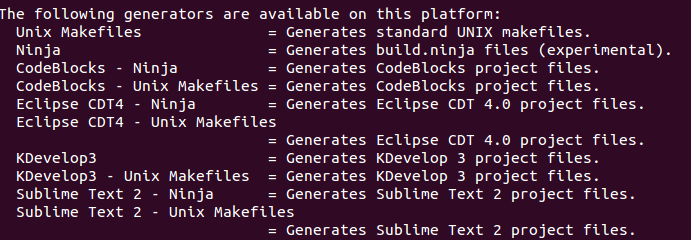 The following generators are available on this platform:
  Unix Makefiles              = Generates standard UNIX makefiles.
  Ninja                       = Generates build.ninja files (experimental).
  CodeBlocks - Ninja          = Generates CodeBlocks project files.
  CodeBlocks - Unix Makefiles = Generates CodeBlocks project files.
  Eclipse CDT4 - Ninja        = Generates Eclipse CDT 4.0 project files.
  Eclipse CDT4 - Unix Makefiles
                              = Generates Eclipse CDT 4.0 project files.
  KDevelop3                   = Generates KDevelop 3 project files.
  KDevelop3 - Unix Makefiles  = Generates KDevelop 3 project files.
  Sublime Text 2 - Ninja      = Generates Sublime Text 2 project files.
  Sublime Text 2 - Unix Makefiles
                              = Generates Sublime Text 2 project files.